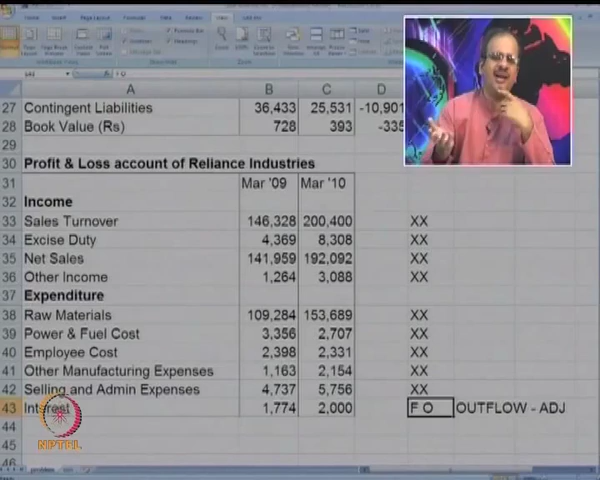 A B C D
27 Contingent Liabilities 36,433 25,531 -10,901
28 Book Value (Rs) 728 393 -335
29
30 Profit & Loss account of Reliance Industries
31 Mar '09 Mar '10
32 Income
33 Sales Turnover 146,328 200,400 XX
34 Excise Duty 4,369 8,308 XX
35 Net Sales 141,959 192,092 XX
36 Other Income 1,264 3,088 XX
37 Expenditure
38 Raw Materials 109,284 153,689 XX
39 Power & Fuel Cost 3,356 2,707 XX
40 Employee Cost 2,398 2,331 XX
41 Other Manufacturing Expenses 1,163 2,154 XX
42 Selling and Admin Expenses 4,737 5,756 XX
43 Interest 1,774 2,000 F O OUTFLOW - ADJ
44
45
46
NPTEL